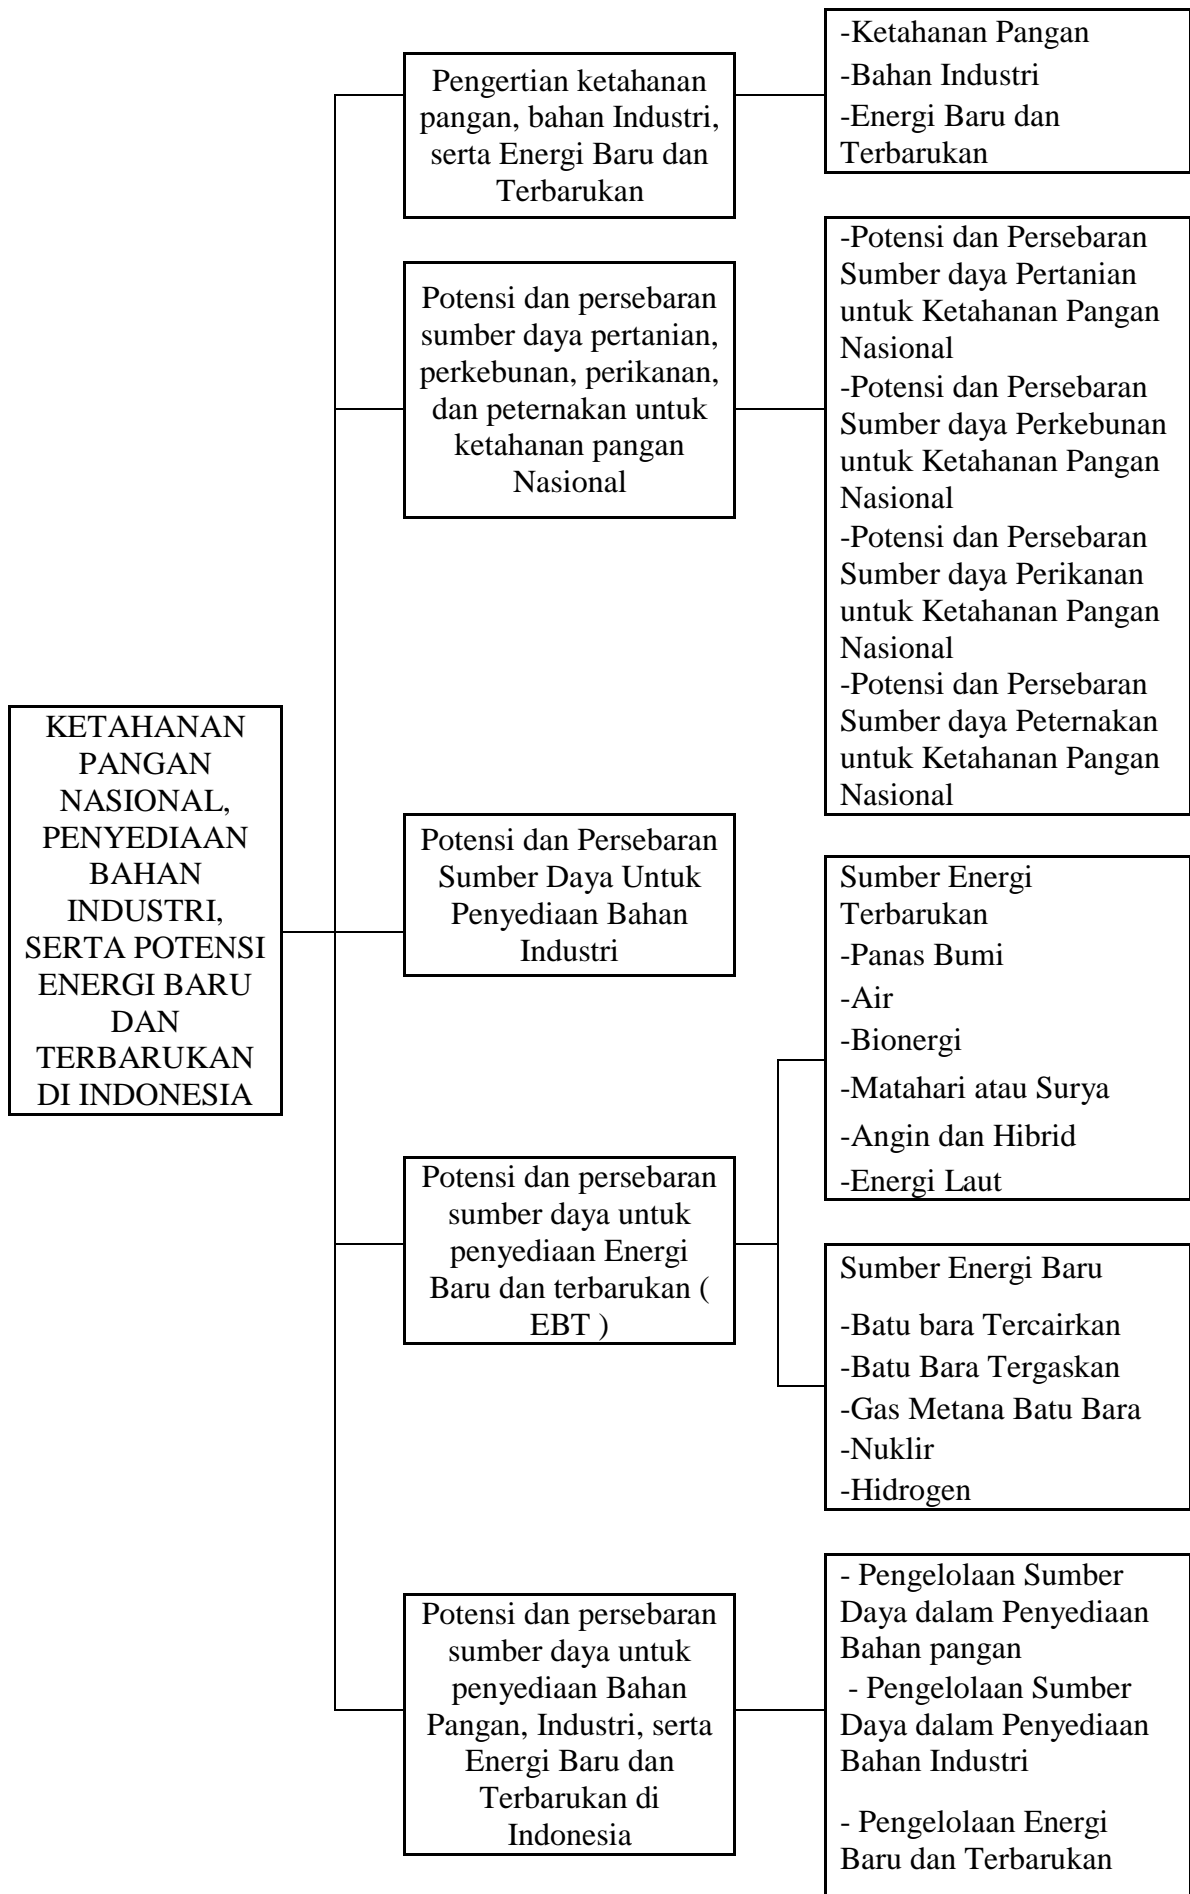 KETAHANAN
PANGAN
NASIONAL,
PENYEDIAAN
BAHAN
INDUSTRI,
SERTA POTENSI
ENERGI BARU
DAN
TERBARUKAN
DI INDONESIA
Pengertian ketahanan
pangan, bahan Industri,
serta Energi Baru dan
Terbarukan
-Ketahanan Pangan
-Bahan Industri
-Energi Baru dan
Terbarukan
Potensi dan persebaran
sumber daya pertanian,
perkebunan, perikanan,
dan peternakan untuk
ketahanan pangan
Nasional
-Potensi dan Persebaran
Sumber daya Pertanian
untuk Ketahanan Pangan
Nasional
-Potensi dan Persebaran
Sumber daya Perkebunan
untuk Ketahanan Pangan
Nasional
-Potensi dan Persebaran
Sumber daya Perikanan
untuk Ketahanan Pangan
Nasional
-Potensi dan Persebaran
Sumber daya Peternakan
untuk Ketahanan Pangan
Nasional
Potensi dan Persebaran
Sumber Daya Untuk
Penyediaan Bahan
Industri
Potensi dan persebaran
sumber daya untuk
penyediaan Energi
Baru dan terbarukan (
EBT )
Sumber Energi
Terbarukan
-Panas Bumi
-Air
-Bionergi
-Matahari atau Surya
-Angin dan Hibrid
-Energi Laut
Sumber Energi Baru
-Batu bara Tercairkan
-Batu Bara Tergaskan
-Gas Metana Batu Bara
-Nuklir
-Hidrogen
Potensi dan persebaran
sumber daya untuk
penyediaan Bahan
Pangan, Industri, serta
Energi Baru dan
Terbarukan di
Indonesia
- Pengelolaan Sumber
Daya dalam Penyediaan
Bahan pangan
- Pengelolaan Sumber
Daya dalam Penyediaan
Bahan Industri
- Pengelolaan Energi
Baru dan Terbarukan